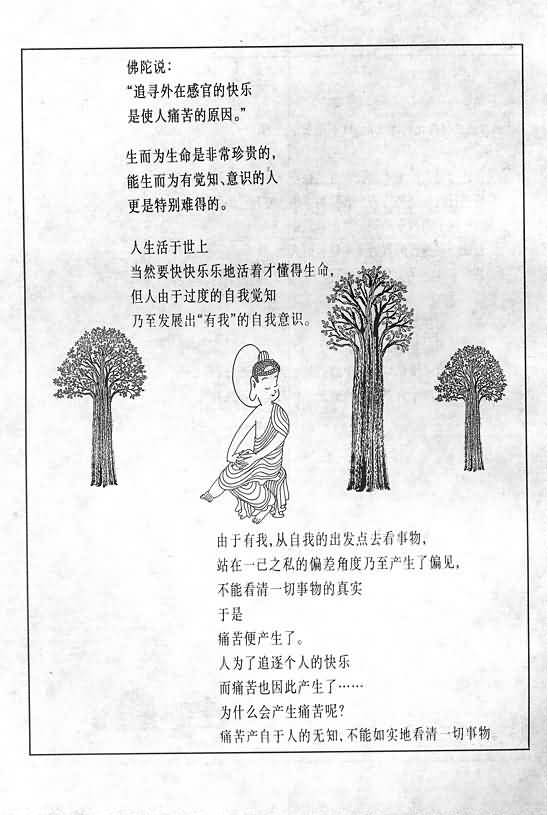 佛陀说：
“追寻外在感官的快乐
是使人痛苦的原因。”
生而为生命是非常珍贵的，
能生而为有觉知、意识的人
更是特别难得的。
人生活于世上
当然要快快乐乐地活着才懂得生命，
但人由于过度的自我觉知
乃至发展出“有我”的自我意识。
由于有我，从自我的出发点去看事物，
站在一己之私的偏差角度乃至产生了偏见，
不能看清一切事物的真实
于是
痛苦便产生了。
人为了追逐个人的快乐
而痛苦也因此产生了……
为什么会产生痛苦呢？
痛苦产自于人的无知，不能如实地看清一切事物。